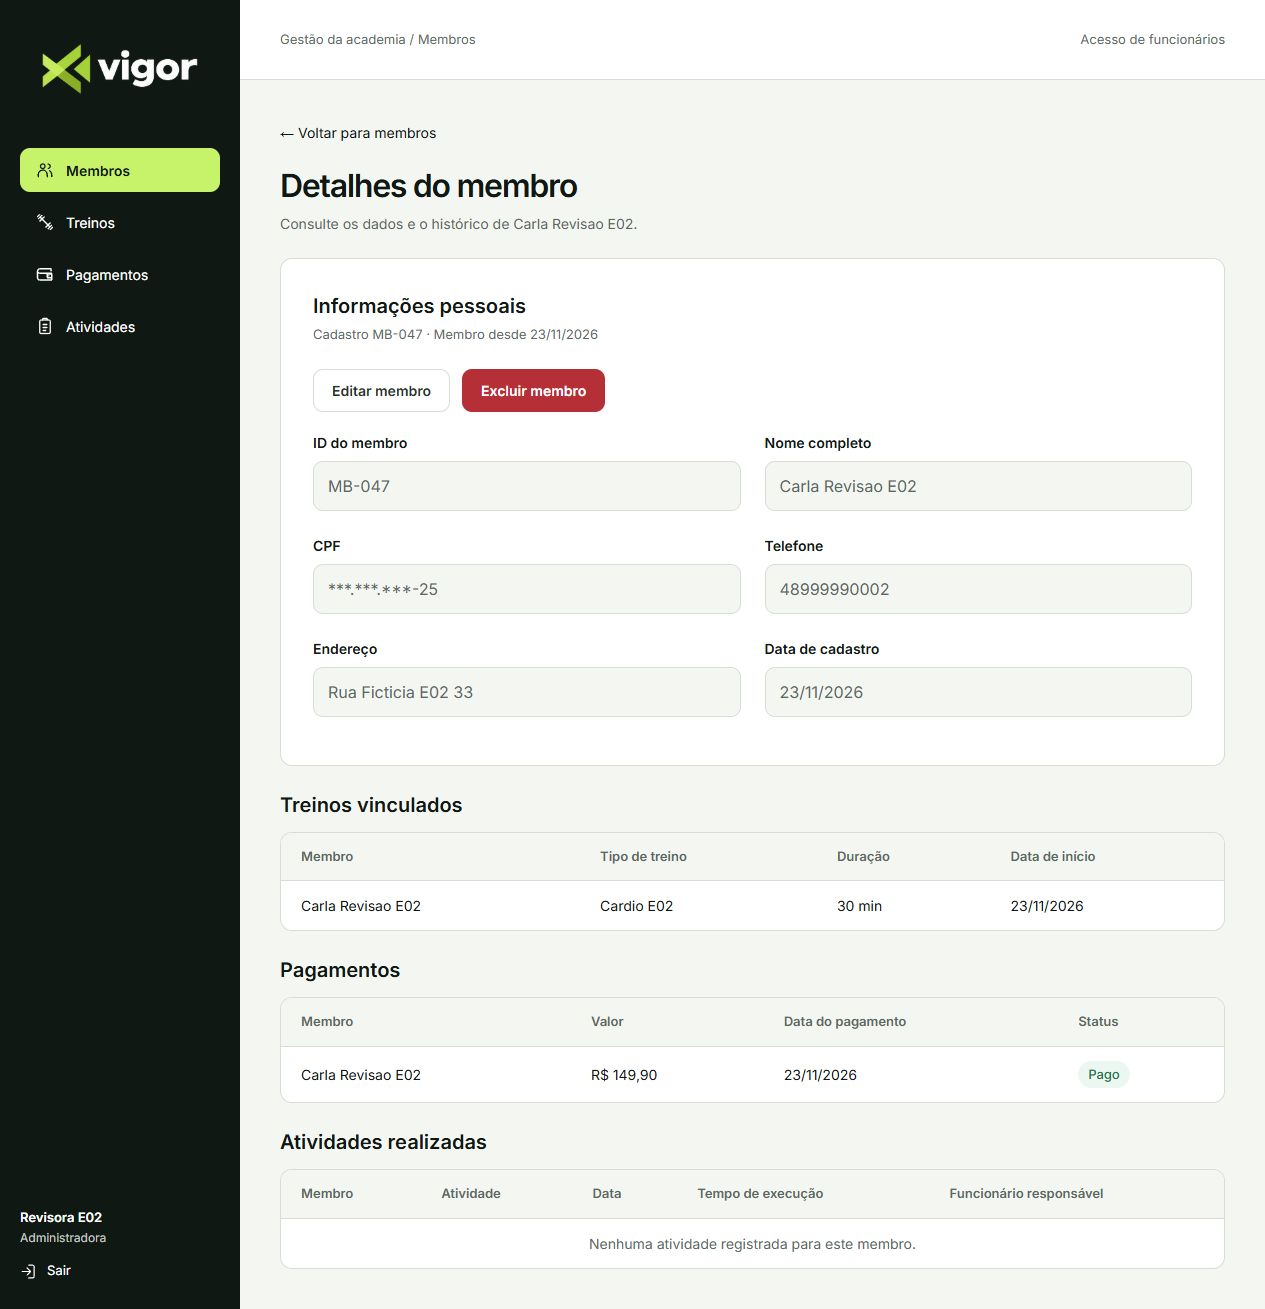 vigor
Gestão da academia / Membros
Acesso de funcionários
Membros
Treinos
Pagamentos
Atividades
← Voltar para membros
Detalhes do membro
Consulte os dados e o histórico de Carla Revisao E02.
Informações pessoais
Cadastro MB-047 · Membro desde 23/11/2026
Editar membro
Excluir membro
ID do membro
Nome completo
MB-047
Carla Revisao E02
CPF
Telefone
***.***.***-25
48999990002
Endereço
Data de cadastro
Rua Ficticia E02 33
23/11/2026
Treinos vinculados
Membro Tipo de treino Duração Data de início
Carla Revisao E02 Cardio E02 30 min 23/11/2026
Pagamentos
Membro Valor Data do pagamento Status
Carla Revisao E02 R$ 149,90 23/11/2026 Pago
Atividades realizadas
Membro Atividade Data Tempo de execução Funcionário responsável
Nenhuma atividade registrada para este membro.
Revisora E02
Administradora
Sair